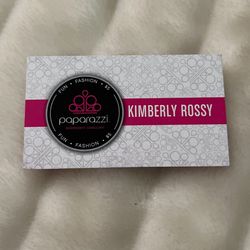 FUN • FASHION • $5
paparazzi
KIMBERLY ROSSY
FUN • FASHION • $5